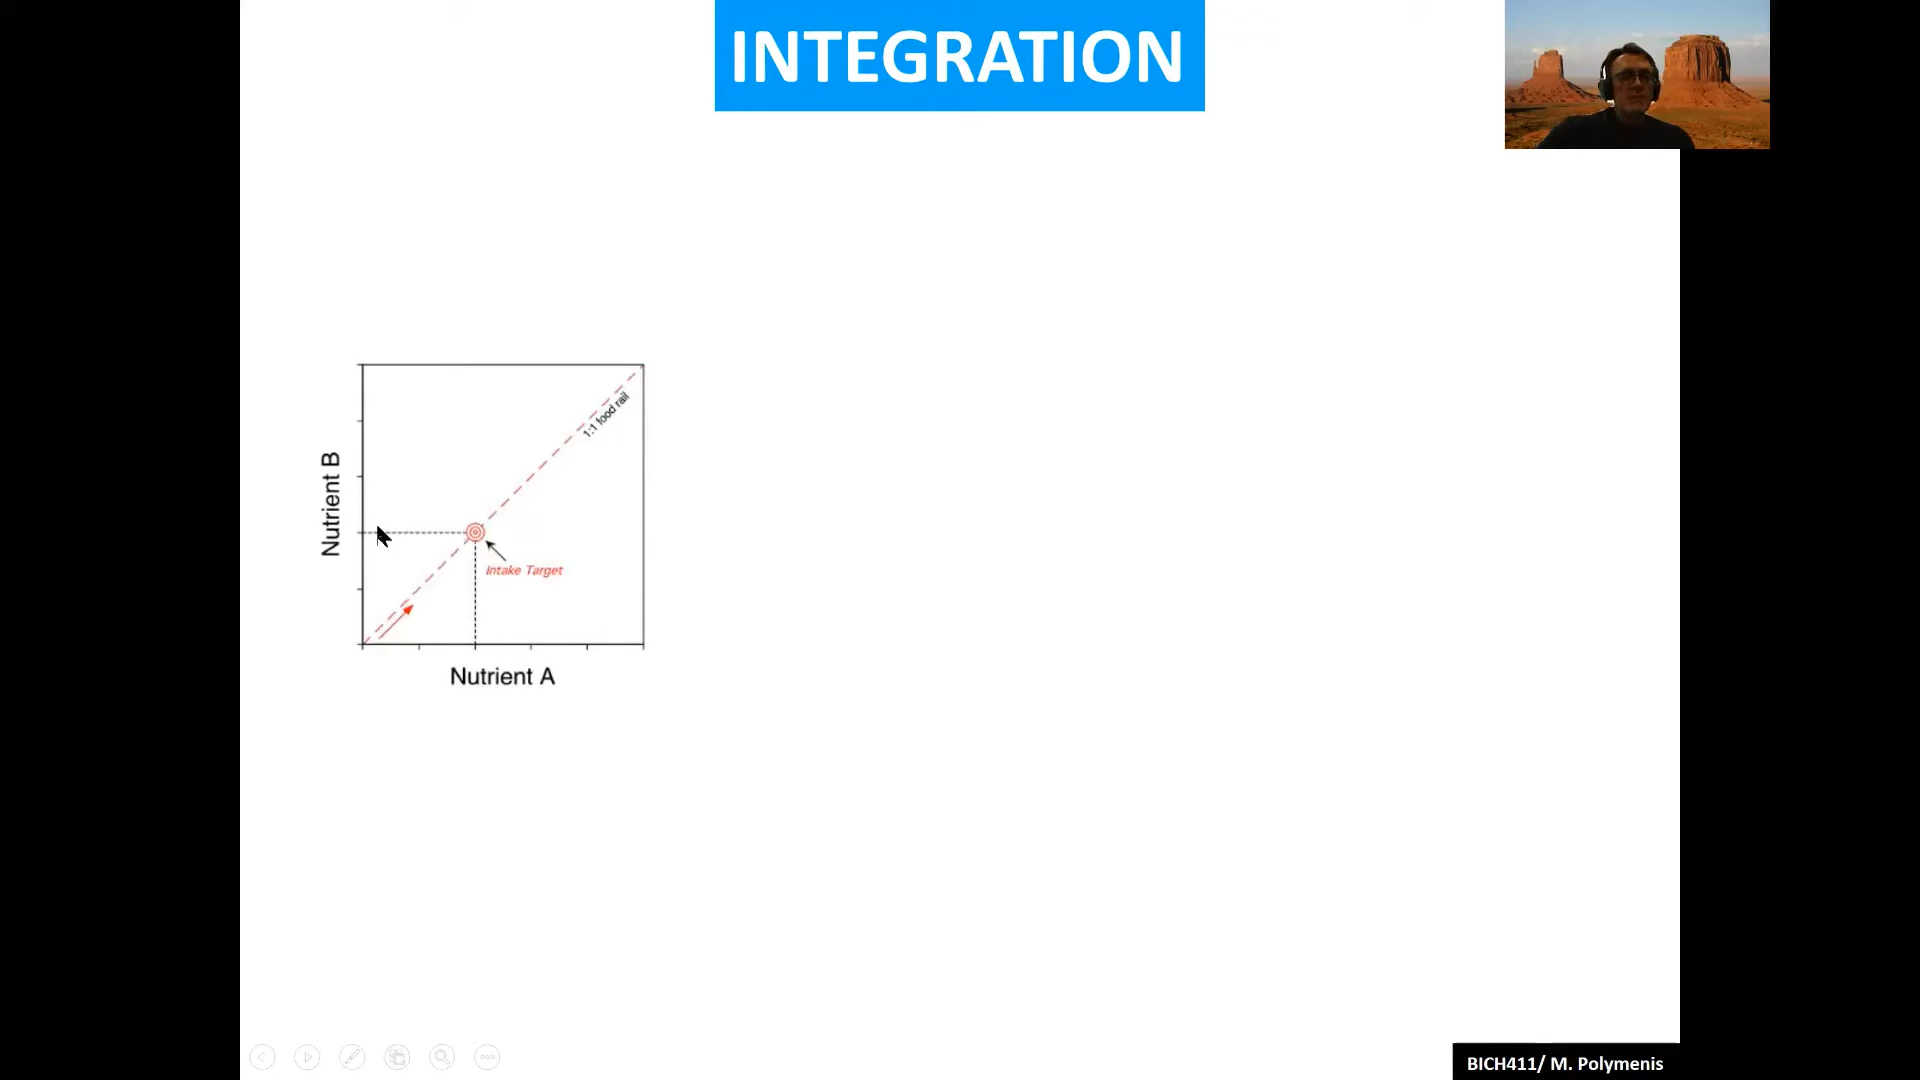 INTEGRATION
1:1 food rail
Nutrient B
Intake Target
Nutrient A
BICH411/ M. Polymenis